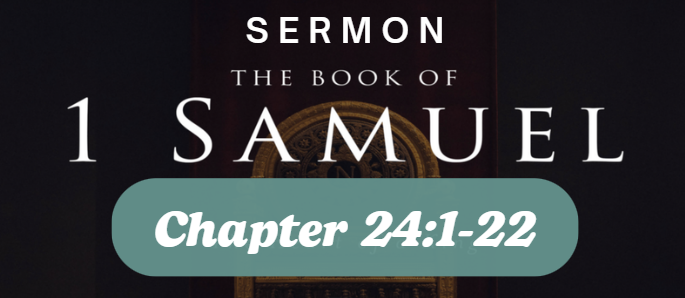 SERMON
THE BOOK OF
1 SAMUEL
Chapter 24:1-22